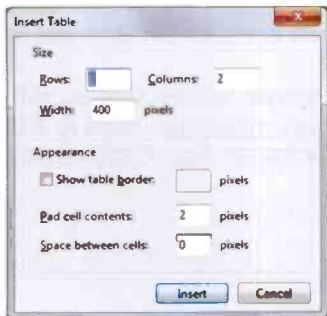 Insert Table
Size
Rows: Columns: 2
Width: 400 pixels
Appearance
Show table border: pixels
Pad cell contents: 2 pixels
Space between cells: 0 pixels
Insert Cancel